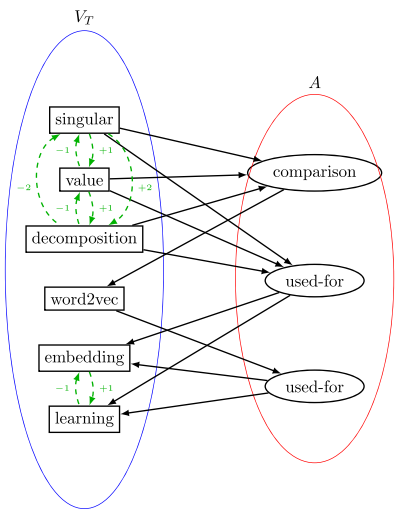 V_T
A
singular
−1 +1
comparison
value
−2 +2
−1 +1
decomposition
used-for
word2vec
embedding
−1 +1
used-for
learning